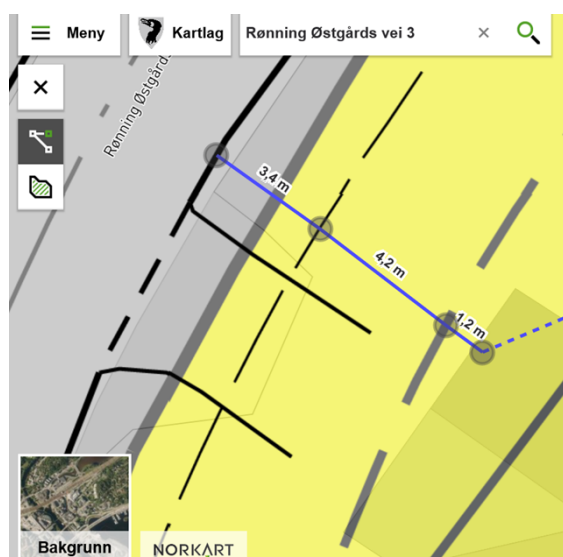 Meny
Kartlag
Rønning Østgårds vei 3
Rønning Østgårds
3,4 m
4,2 m
1,2 m
Bakgrunn
NORKART